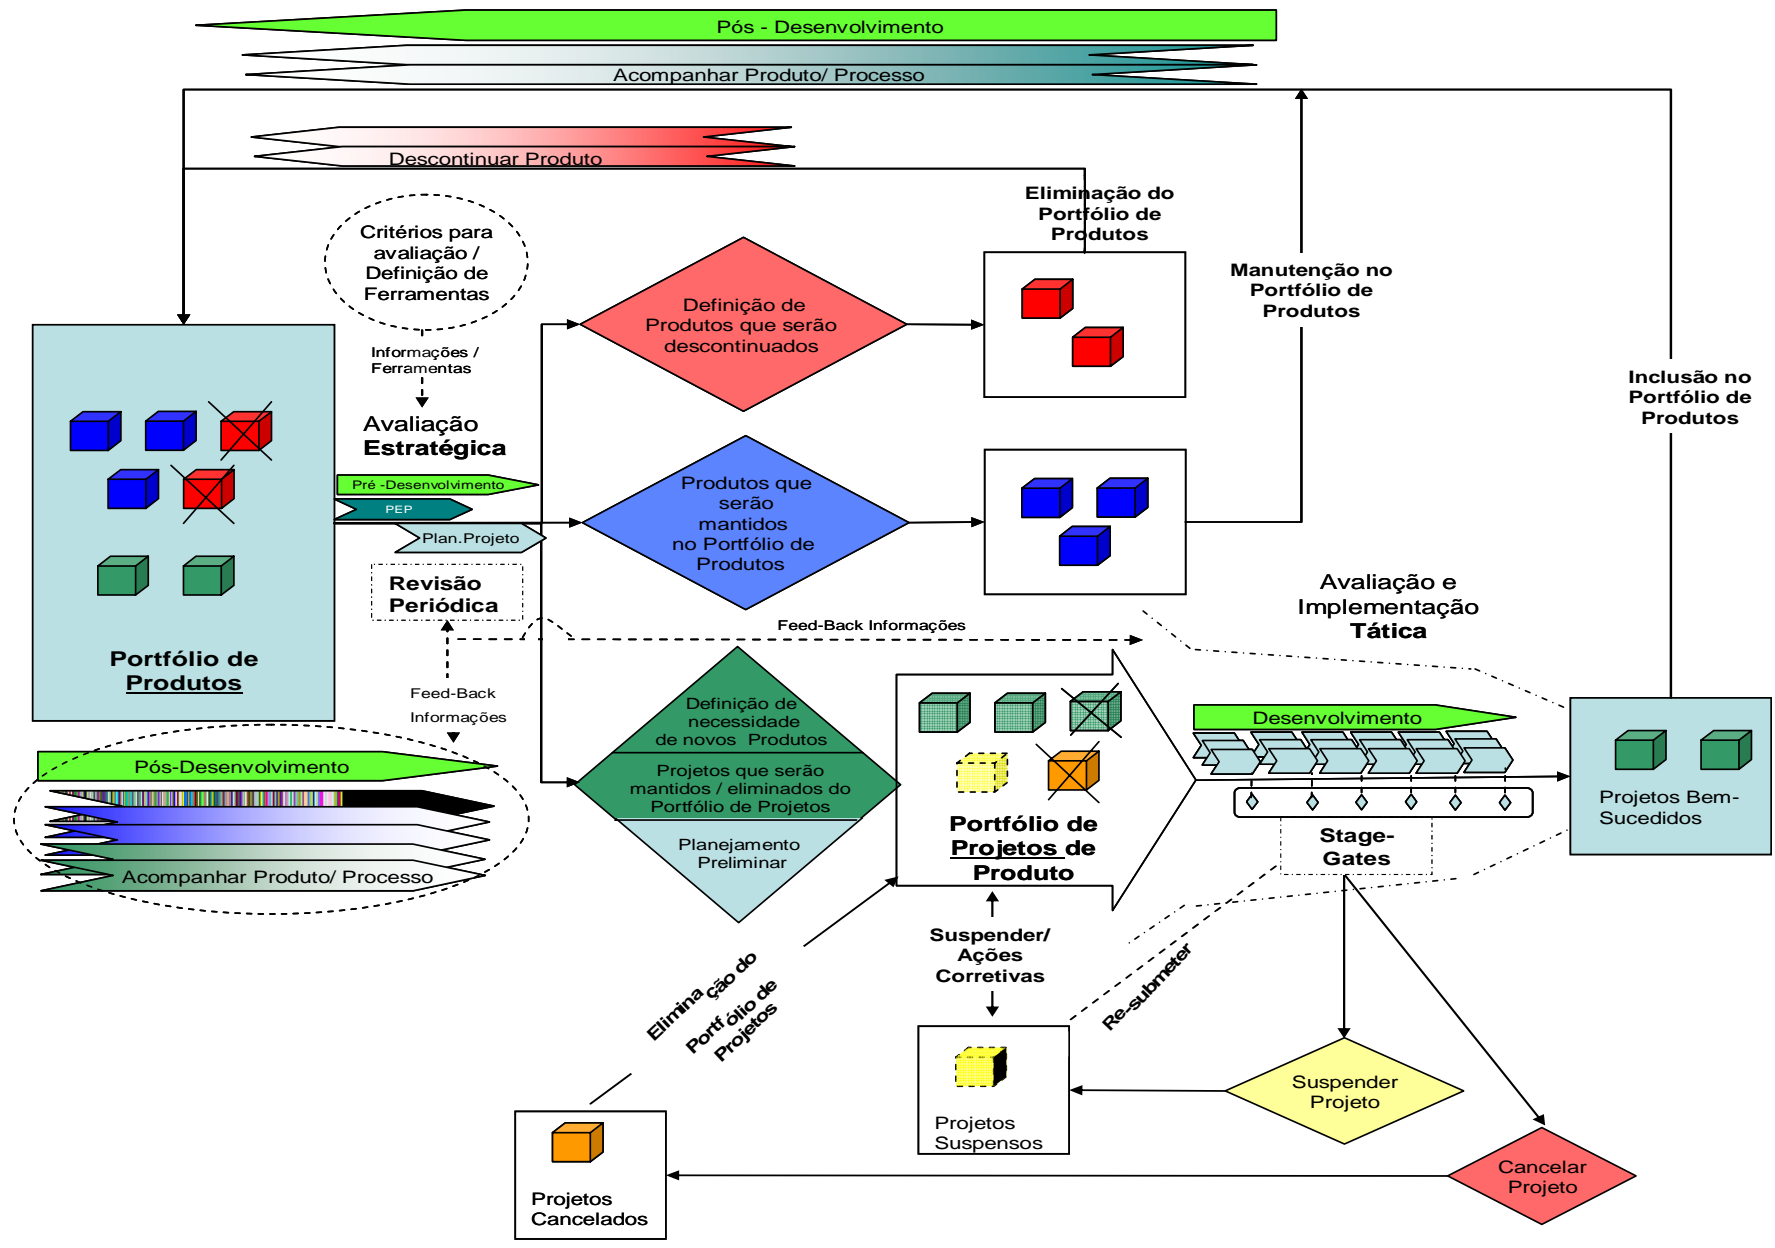 Pós - Desenvolvimento
Acompanhar Produto/ Processo
Descontinuar Produto
Critérios para
avaliação /
Definição de
Ferramentas
Informações /
Ferramentas
Avaliação
Estratégica
Pré -Desenvolvimento
PEP
Plan.Projeto
Revisão
Periódica
Definição de
Produtos que serão
descontinuados
Eliminação do
Portfólio de
Produtos
Produtos que
serão
mantidos
no Portfólio de
Produtos
Manutenção no
Portfólio de
Produtos
Inclusão no
Portfólio de
Produtos
Portfólio de
Produtos
Feed-Back
Informações
Feed-Back Informações
Avaliação e
Implementação
Tática
Pós-Desenvolvimento
Acompanhar Produto/ Processo
Definição de
necessidade
de novos Produtos
Projetos que serão
mantidos / eliminados do
Portfólio de Projetos
Planejamento
Preliminar
Portfólio de
Projetos de
Produto
Desenvolvimento
Stage-
Gates
Projetos Bem-
Sucedidos
Suspender/
Ações
Corretivas
Re-submeter
Eliminação do
Portfólio de
Projetos
Projetos
Suspensos
Suspender
Projeto
Cancelar
Projeto
Projetos
Cancelados